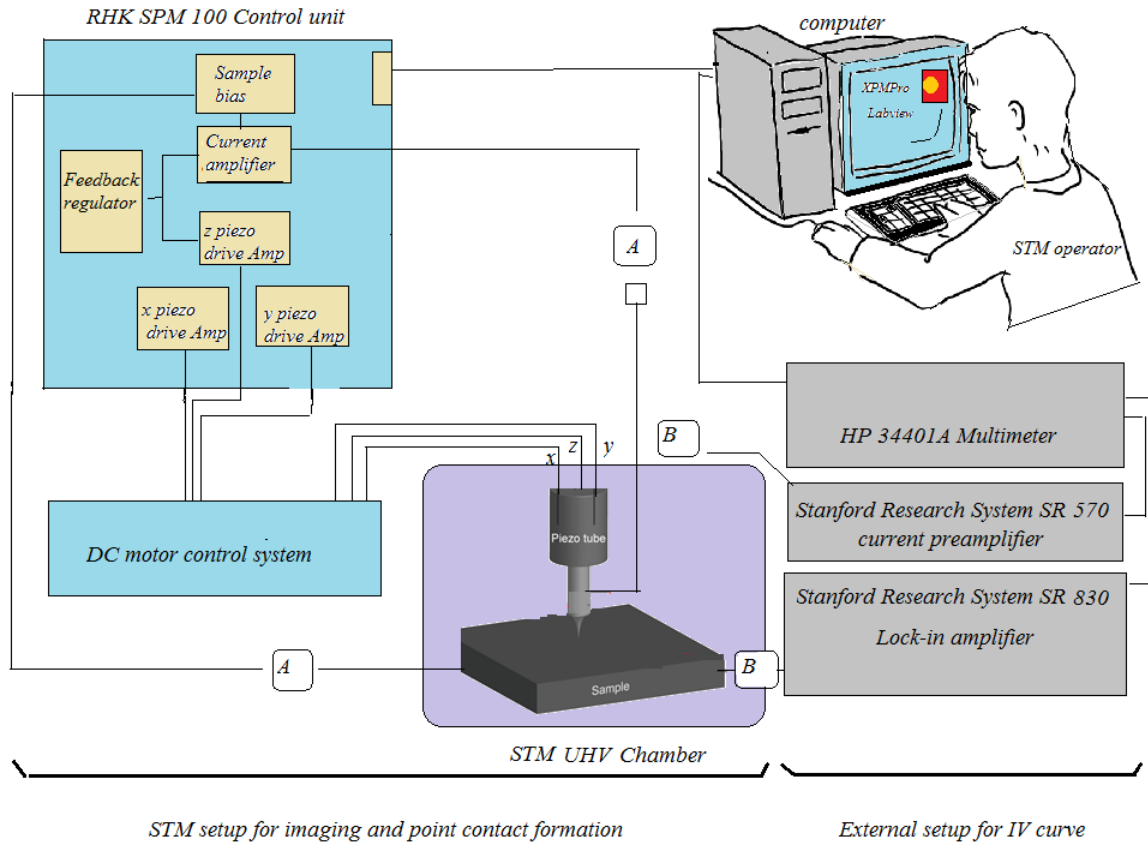 RHK SPM 100 Control unit
computer
Sample
bias
XPMPro
Labview
Current
amplifier
Feedback
regulator
z piezo
drive Amp
A
STM operator
x piezo
drive Amp
y piezo
drive Amp
HP 34401A Multimeter
B
x z y
Stanford Research System SR 570
current preamplifier
Piezo tube
DC motor control system
Stanford Research System SR 830
Lock-in amplifier
A
B
Sample
STM UHV Chamber
STM setup for imaging and point contact formation
External setup for IV curve